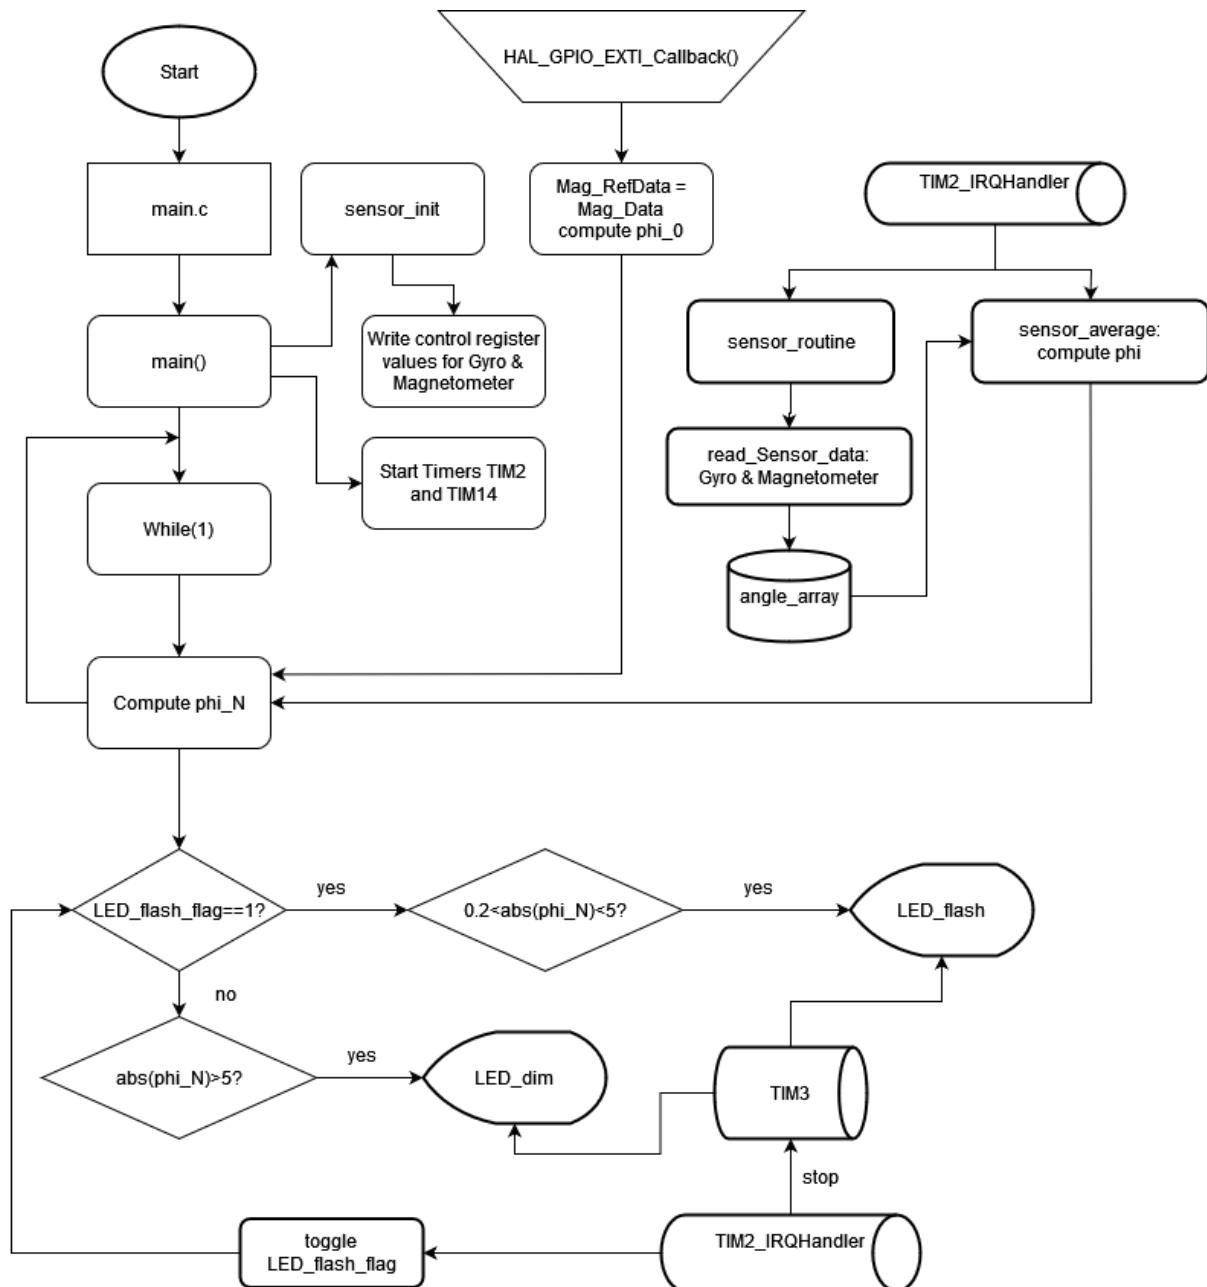 Start
HAL_GPIO_EXTI_Callback()
main.c
sensor_init
Mag_RefData =
Mag_Data
compute phi_0
TIM2_IRQHandler
main()
Write control register
values for Gyro &
Magnetometer
sensor_routine
sensor_average:
compute phi
Start Timers TIM2
and TIM14
read_Sensor_data:
Gyro & Magnetometer
While(1)
angle_array
Compute phi_N
LED_flash_flag==1?
yes
0.2<abs(phi_N)<5?
yes
LED_flash
no
abs(phi_N)>5?
yes
LED_dim
TIM3
stop
toggle
LED_flash_flag
TIM2_IRQHandler